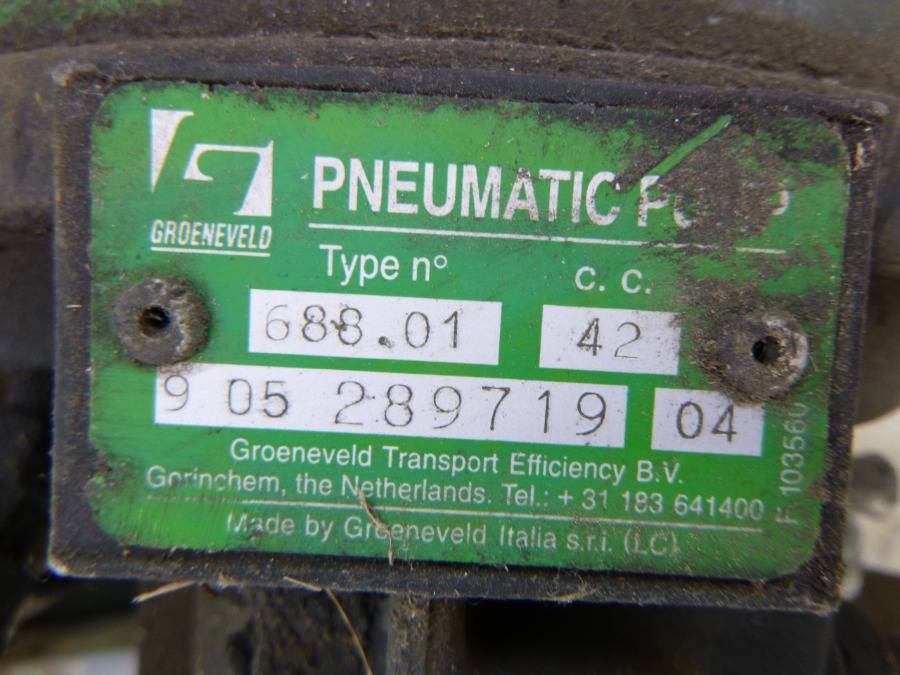 GROENEVELD
PNEUMATIC PUMP
Type n° c. c.
688.01 42
9 05 289719 04
Groeneveld Transport Efficiency B.V.
Gorinchem, the Netherlands. Tel.: + 31 183 641400
Made by Groeneveld Italia s.r.i. (LC)
F 103560